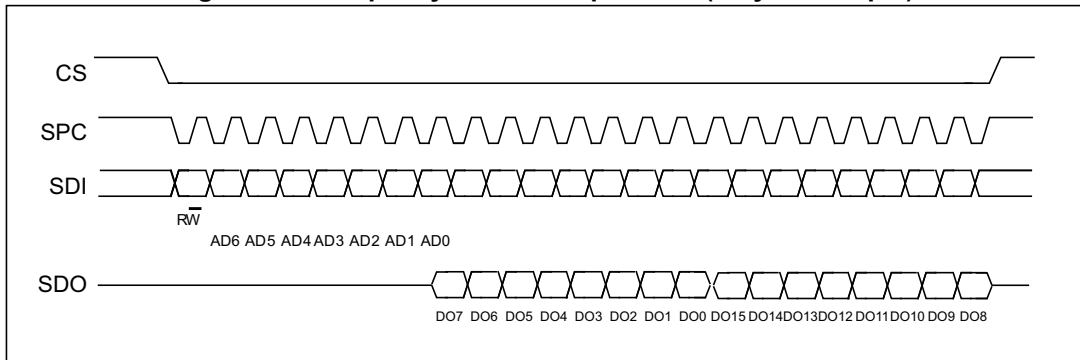 CS
SPC
SDI
RW
AD6 AD5 AD4 AD3 AD2 AD1 AD0
SDO
DO7 DO6 DO5 DO4 DO3 DO2 DO1 DO0 DO15 DO14 DO13 DO12 DO11 DO10 DO9 DO8